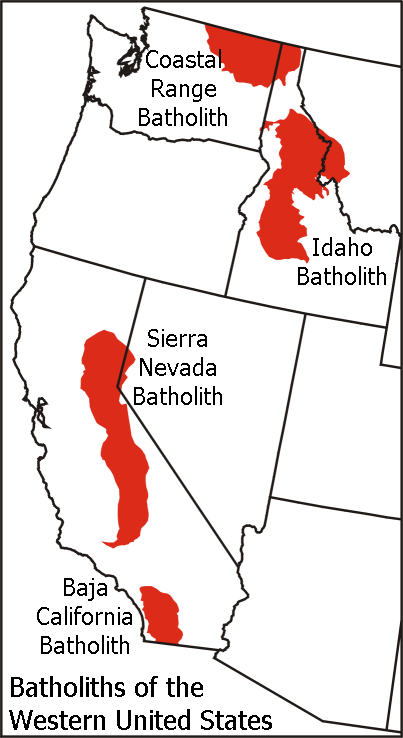 Coastal
Range
Batholith
Idaho
Batholith
Sierra
Nevada
Batholith
Baja
California
Batholith
Batholiths of the
Western United States